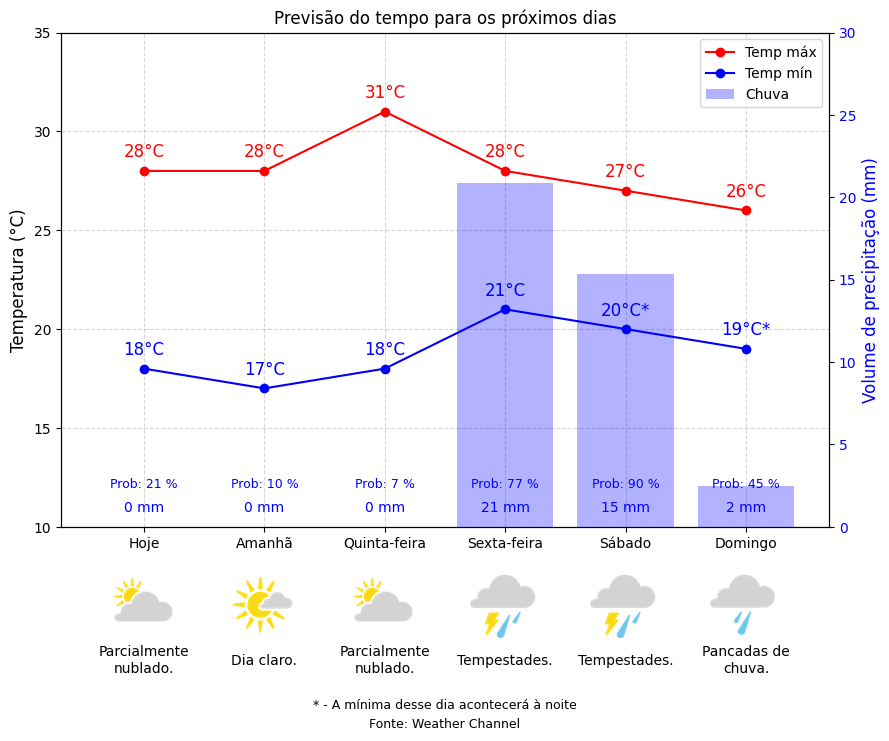 Previsão do tempo para os próximos dias
35
30
25
20
15
10
Temperatura (°C)
30
25
20
15
10
5
0
Volume de precipitação (mm)
Temp máx
Temp mín
Chuva
28°C
28°C
31°C
28°C
27°C
26°C
18°C
17°C
18°C
21°C
20°C*
19°C*
Prob: 21 %
Prob: 10 %
Prob: 7 %
Prob: 77 %
Prob: 90 %
Prob: 45 %
0 mm
0 mm
0 mm
21 mm
15 mm
2 mm
Hoje
Amanhã
Quinta-feira
Sexta-feira
Sábado
Domingo
Parcialmente
nublado.
Dia claro.
Parcialmente
nublado.
Tempestades.
Tempestades.
Pancadas de
chuva.
* - A mínima desse dia acontecerá à noite
Fonte: Weather Channel